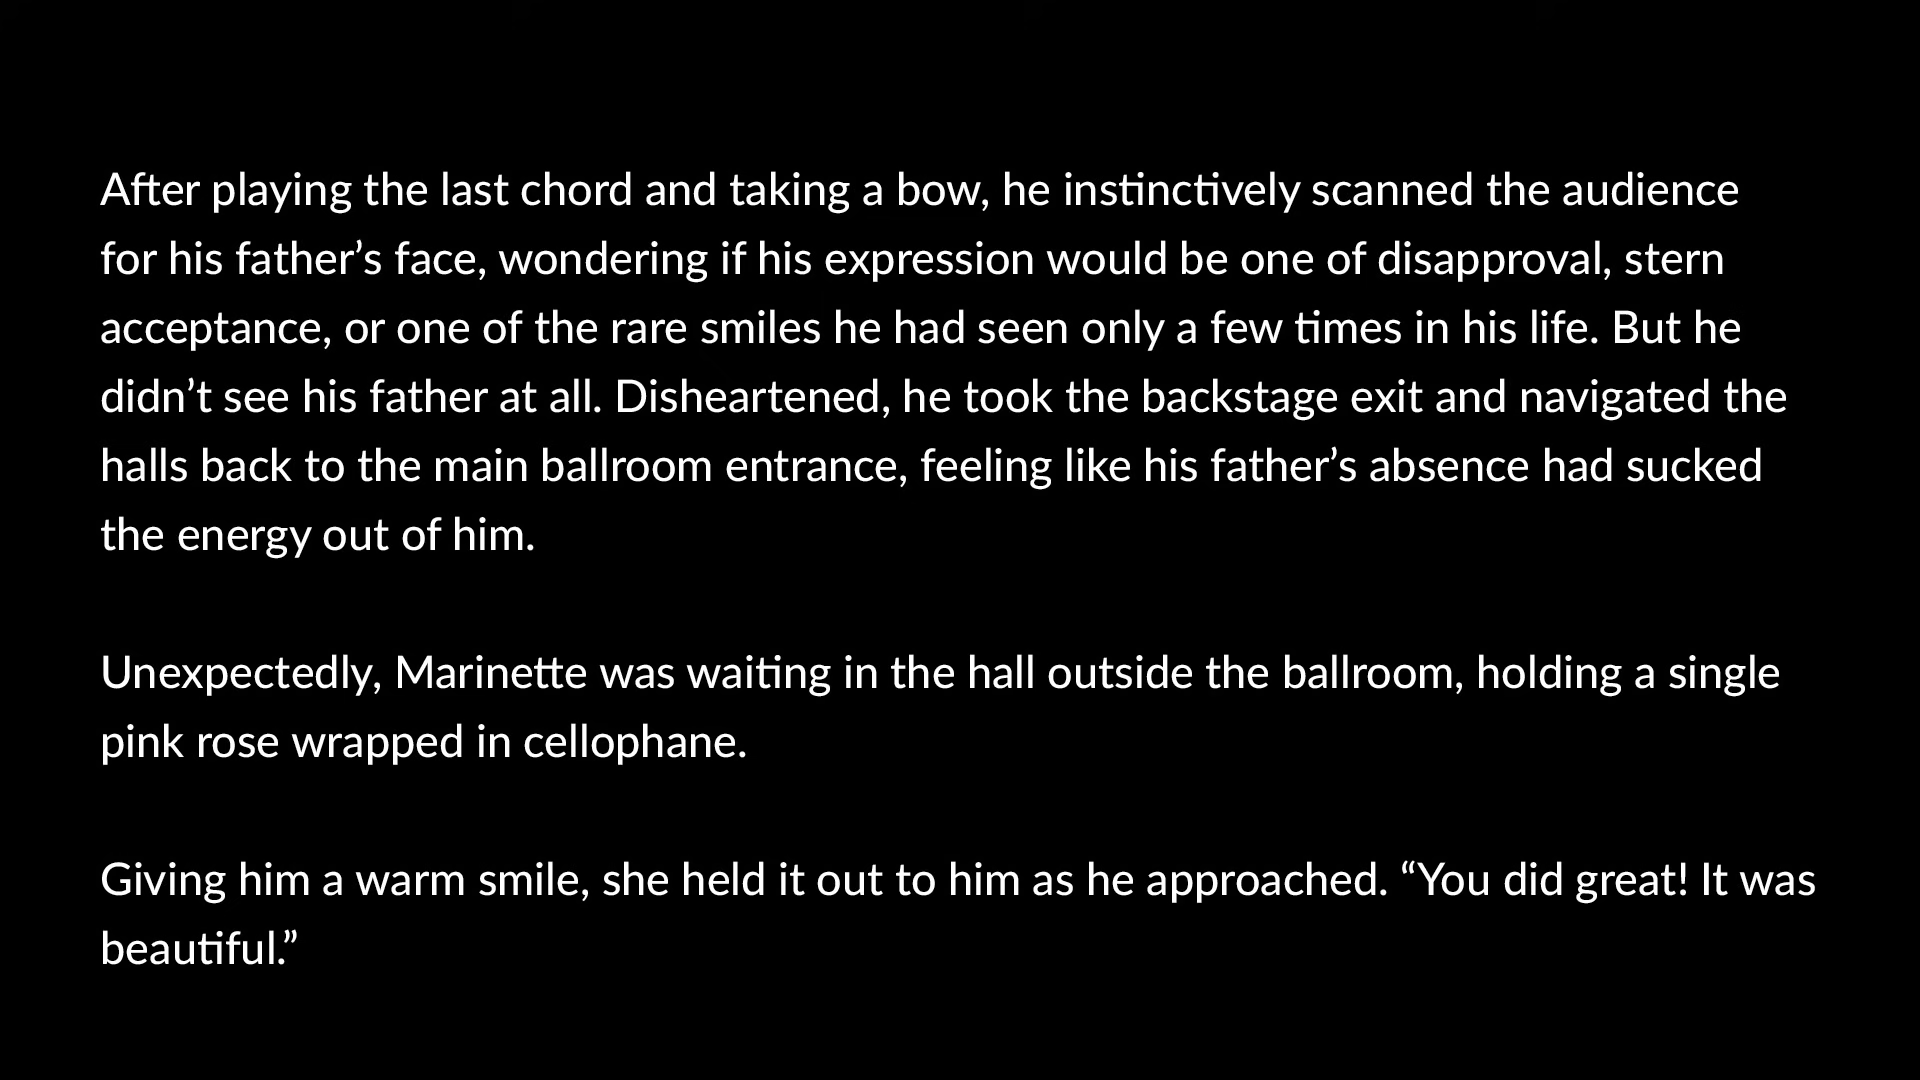 After playing the last chord and taking a bow, he instinctively scanned the audience
for his father’s face, wondering if his expression would be one of disapproval, stern
acceptance, or one of the rare smiles he had seen only a few times in his life. But he
didn’t see his father at all. Disheartened, he took the backstage exit and navigated the
halls back to the main ballroom entrance, feeling like his father’s absence had sucked
the energy out of him.
Unexpectedly, Marinette was waiting in the hall outside the ballroom, holding a single
pink rose wrapped in cellophane.
Giving him a warm smile, she held it out to him as he approached. “You did great! It was
beautiful.”